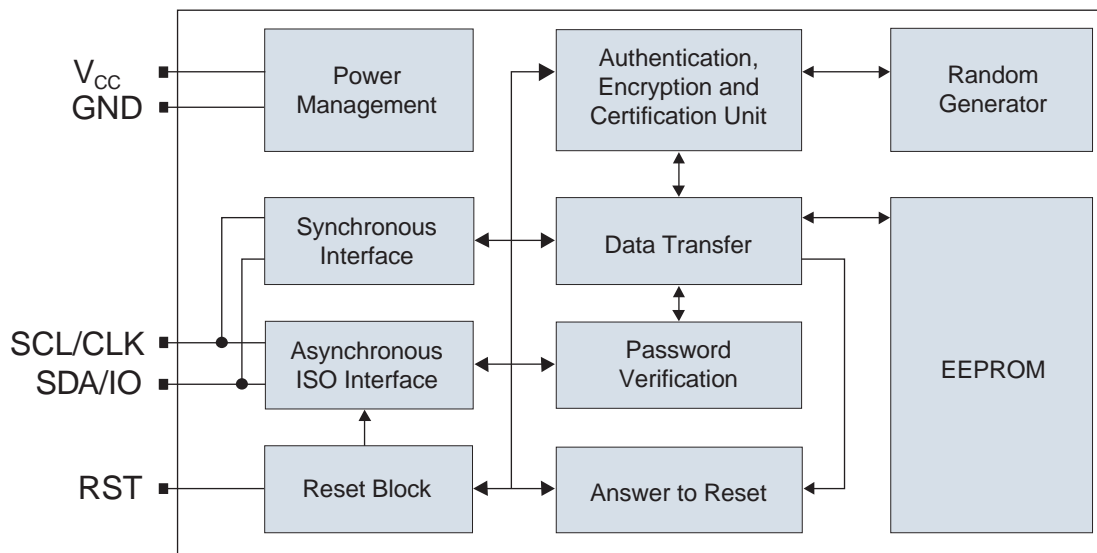 V_CC
GND
Power
Management
Authentication,
Encryption and
Certification Unit
Random
Generator
Synchronous
Interface
Data Transfer
EEPROM
SCL/CLK
SDA/IO
Asynchronous
ISO Interface
Password
Verification
RST
Reset Block
Answer to Reset